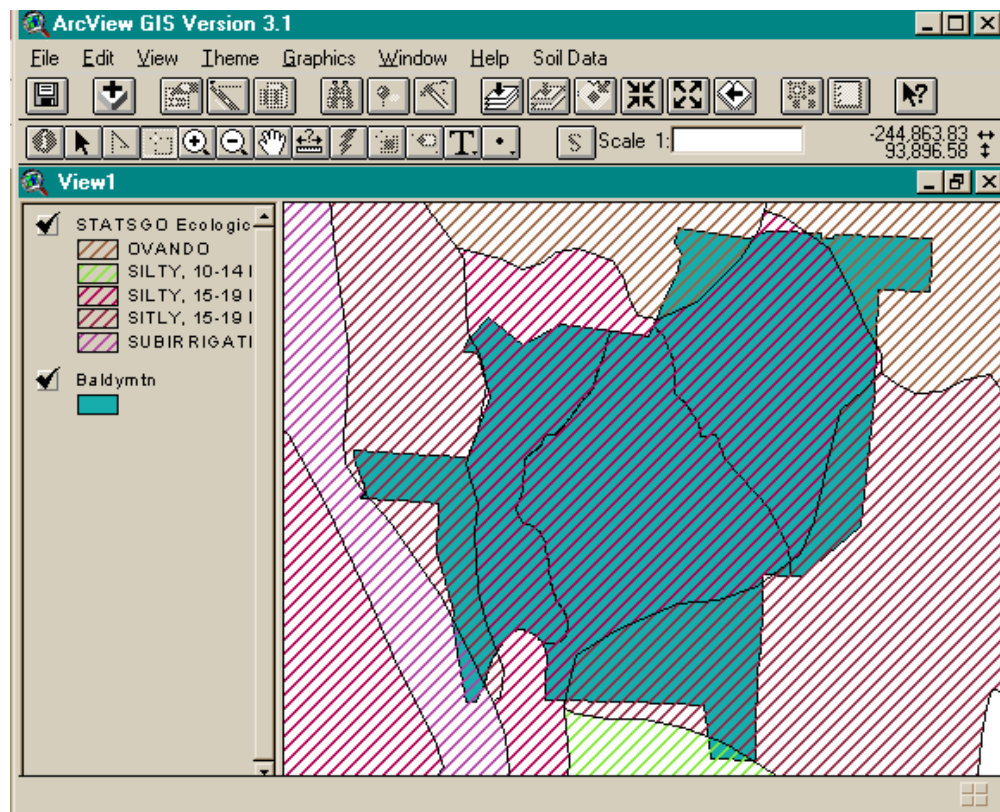 ArcView GIS Version 3.1
File Edit View Theme Graphics Window Help Soil Data
T. S Scale 1: -244,863.83
93,896.58
View1
STATSGO Ecologic
OVANDO
SILTY, 10-14 I
SILTY, 15-19 I
SITLY, 15-19 I
SUBIRRIGATI
Baldymtn